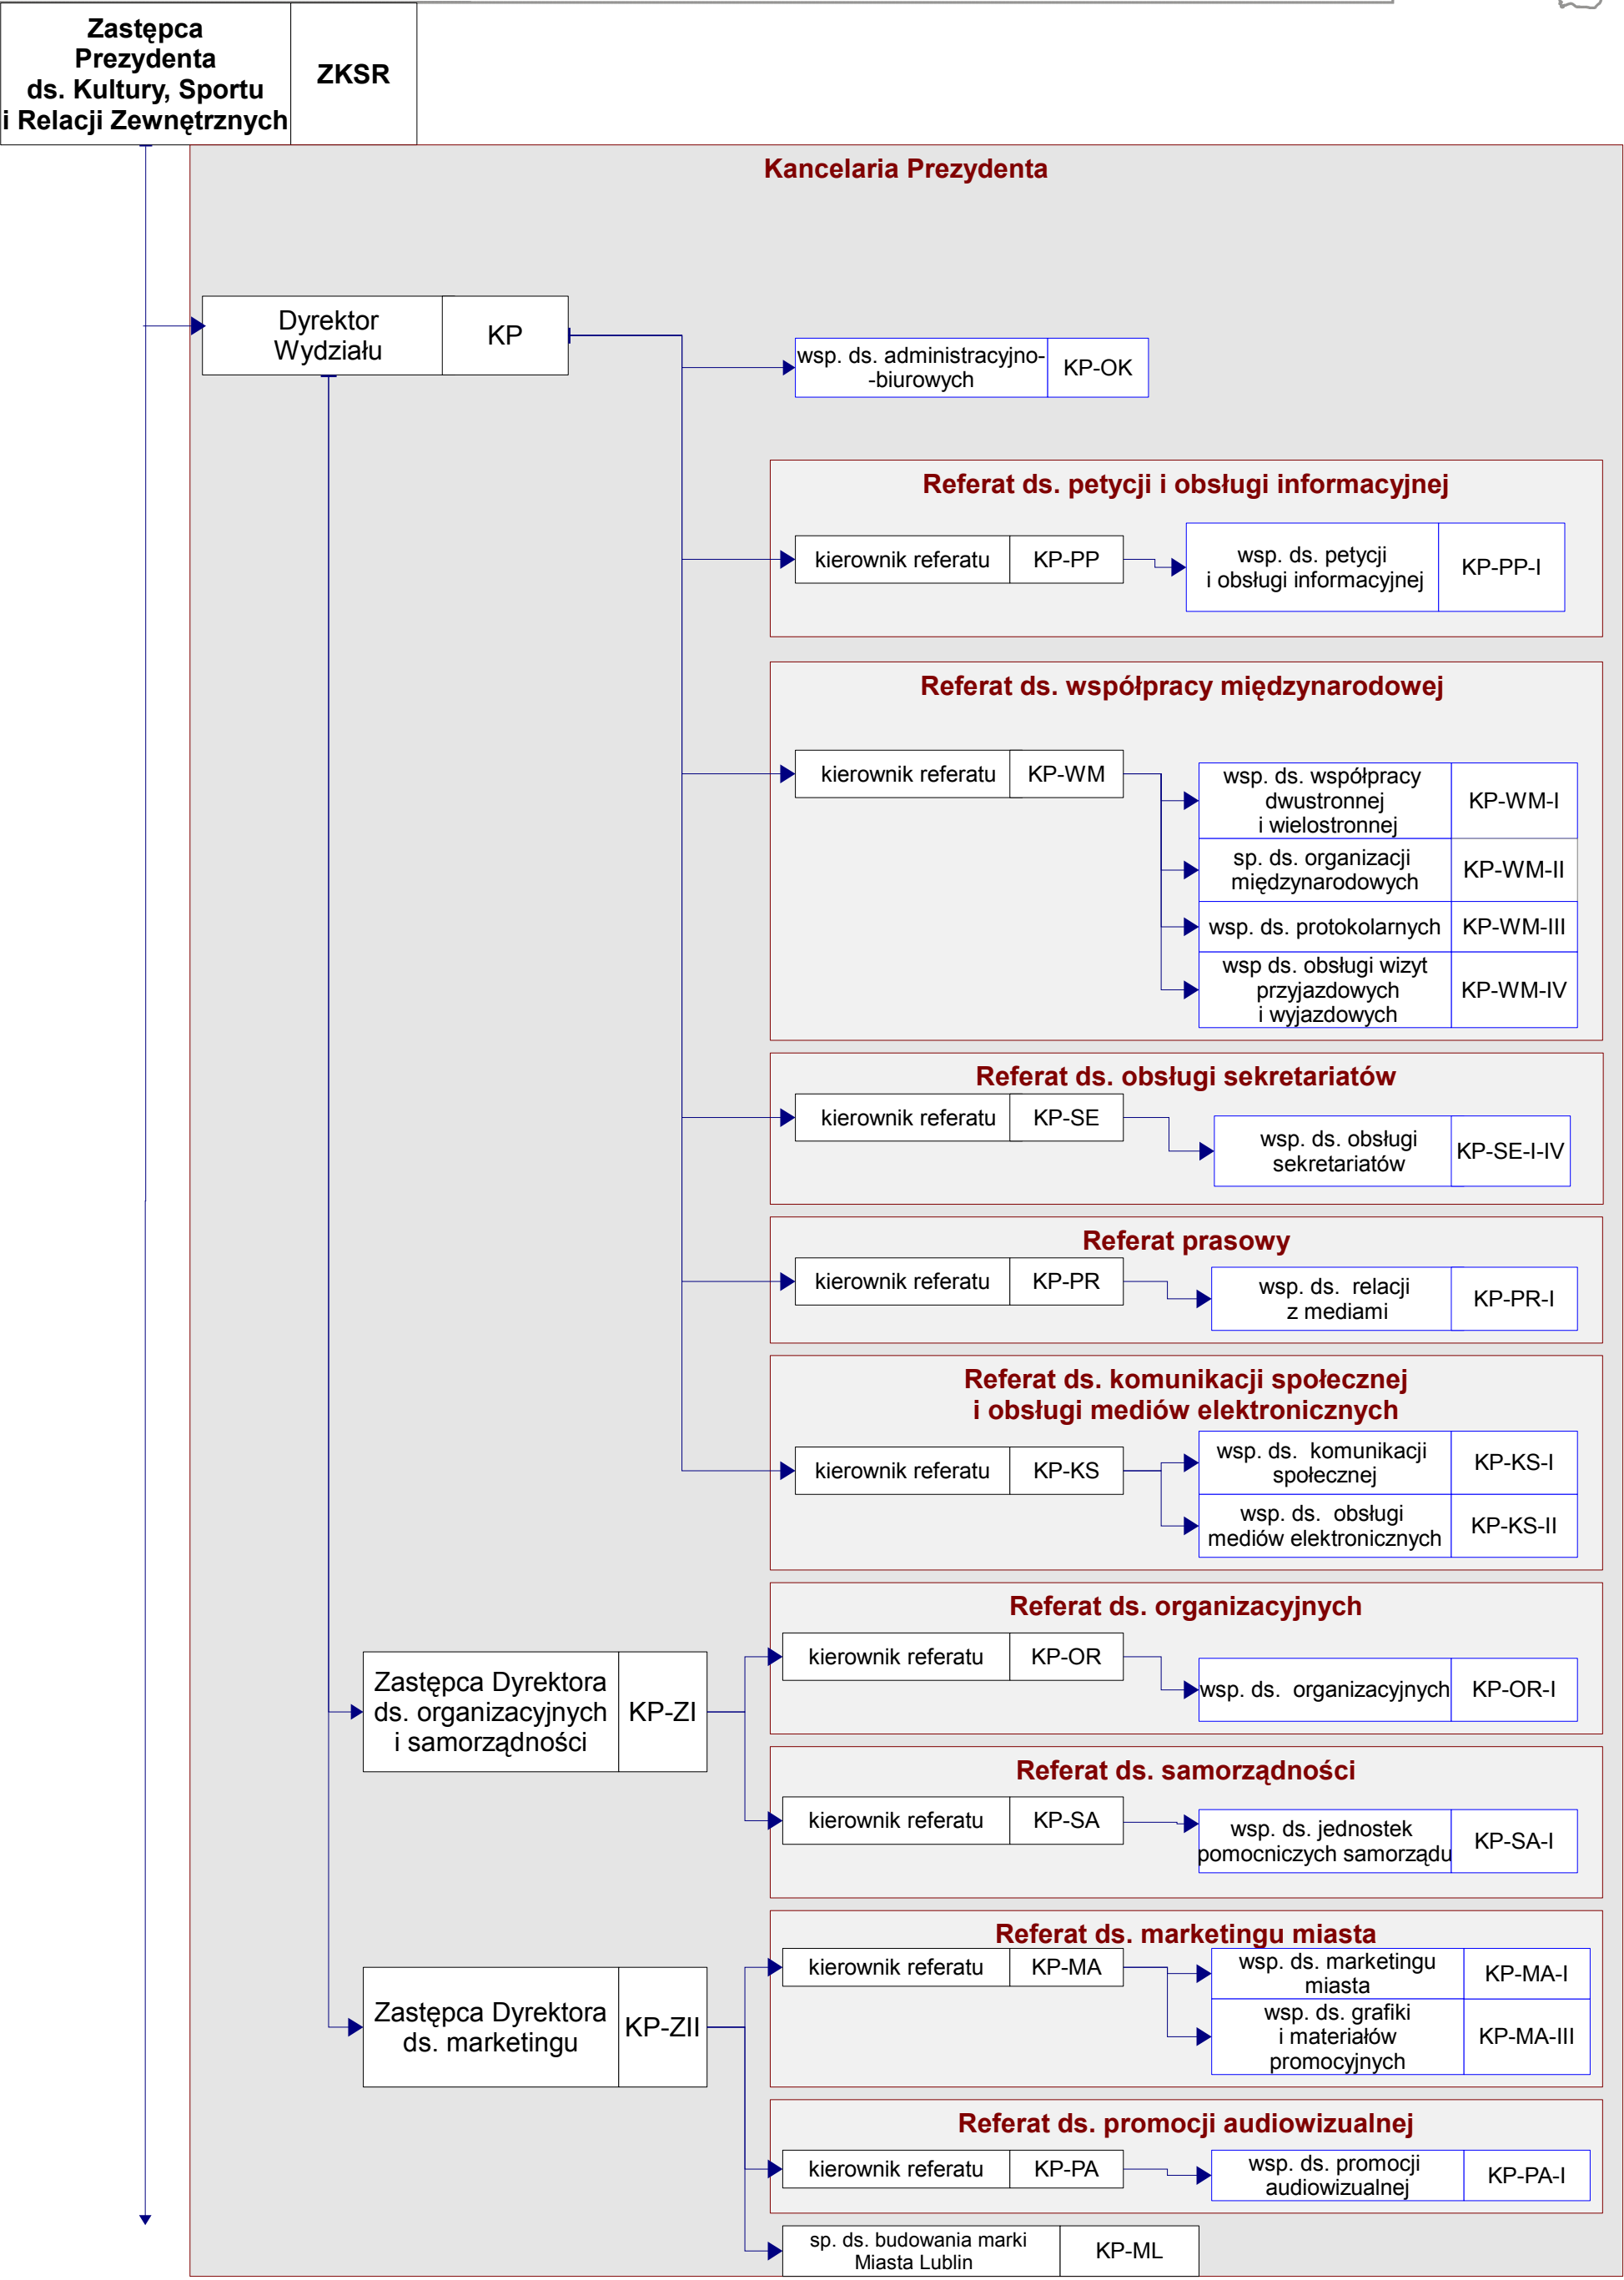 Zastępca
Prezydenta
ds. Kultury, Sportu
i Relacji Zewnętrznych
ZKSR
Kancelaria Prezydenta
Dyrektor
Wydziału
KP
wsp. ds. administracyjno-
-biurowych
KP-OK
Referat ds. petycji i obsługi informacyjnej
kierownik referatu
KP-PP
wsp. ds. petycji
i obsługi informacyjnej
KP-PP-I
Referat ds. współpracy międzynarodowej
kierownik referatu
KP-WM
wsp. ds. współpracy
dwustronnej
i wielostronnej
KP-WM-I
sp. ds. organizacji
międzynarodowych
KP-WM-II
wsp. ds. protokolarnych
KP-WM-III
wsp ds. obsługi wizyt
przyjazdowych
i wyjazdowych
KP-WM-IV
Referat ds. obsługi sekretariatów
kierownik referatu
KP-SE
wsp. ds. obsługi
sekretariatów
KP-SE-I-IV
Referat prasowy
kierownik referatu
KP-PR
wsp. ds. relacji
z mediami
KP-PR-I
Referat ds. komunikacji społecznej
i obsługi mediów elektronicznych
kierownik referatu
KP-KS
wsp. ds. komunikacji
społecznej
KP-KS-I
wsp. ds. obsługi
mediów elektronicznych
KP-KS-II
Referat ds. organizacyjnych
kierownik referatu
KP-OR
wsp. ds. organizacyjnych
KP-OR-I
Zastępca Dyrektora
ds. organizacyjnych
i samorządności
KP-ZI
Referat ds. samorządności
kierownik referatu
KP-SA
wsp. ds. jednostek
pomocniczych samorządu
KP-SA-I
Referat ds. marketingu miasta
kierownik referatu
KP-MA
wsp. ds. marketingu
miasta
KP-MA-I
wsp. ds. grafiki
i materiałów
promocyjnych
KP-MA-III
Zastępca Dyrektora
ds. marketingu
KP-ZII
Referat ds. promocji audiowizualnej
kierownik referatu
KP-PA
wsp. ds. promocji
audiowizualnej
KP-PA-I
sp. ds. budowania marki
Miasta Lublin
KP-ML